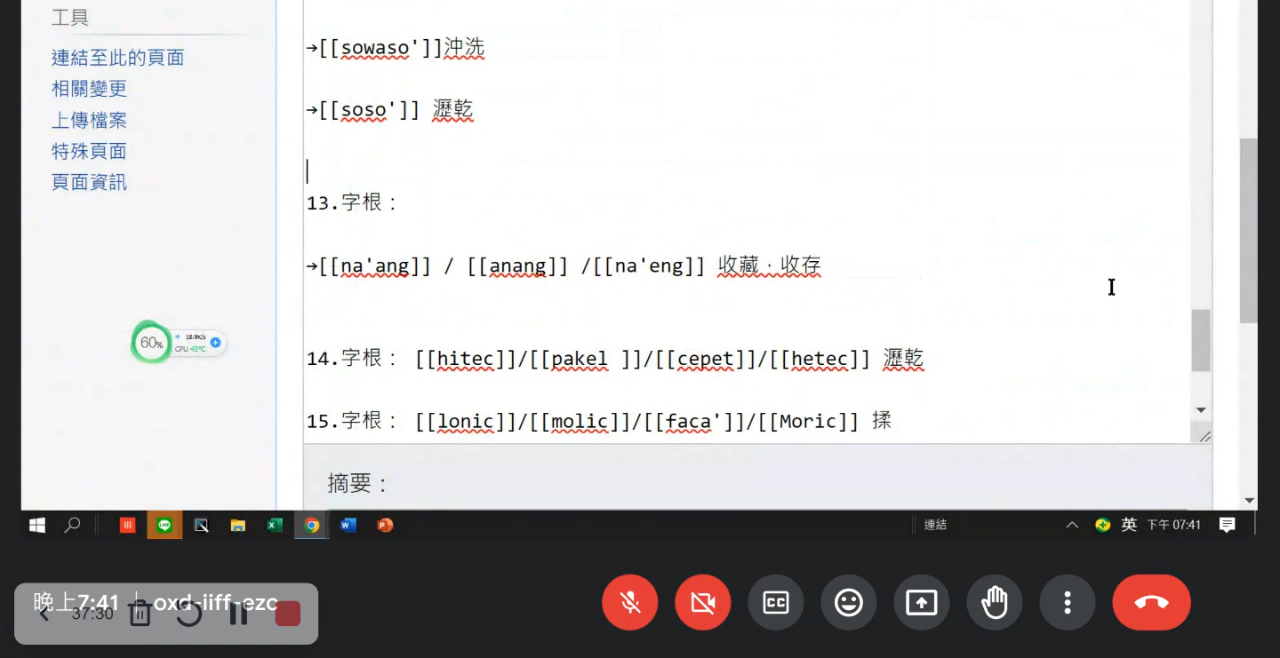 工具
連結至此的頁面
相關變更
上傳檔案
特殊頁面
頁面資訊
→[[sowaso']]沖洗
→[[soso']] 瀝乾
13.字根：
→[[na'ang]] / [[anang]] /[[na'eng]] 收藏．收存
14.字根： [[hitec]]/[[pakel ]]/[[cepet]]/[[hetec]] 瀝乾
15.字根： [[lonic]]/[[molic]]/[[faca']]/[[Moric]] 揉
摘要：
60%
CPU 43°C
連結
英 下午 07:41
晚上7:41 | oxd-iiff-ezc
37:30
CC